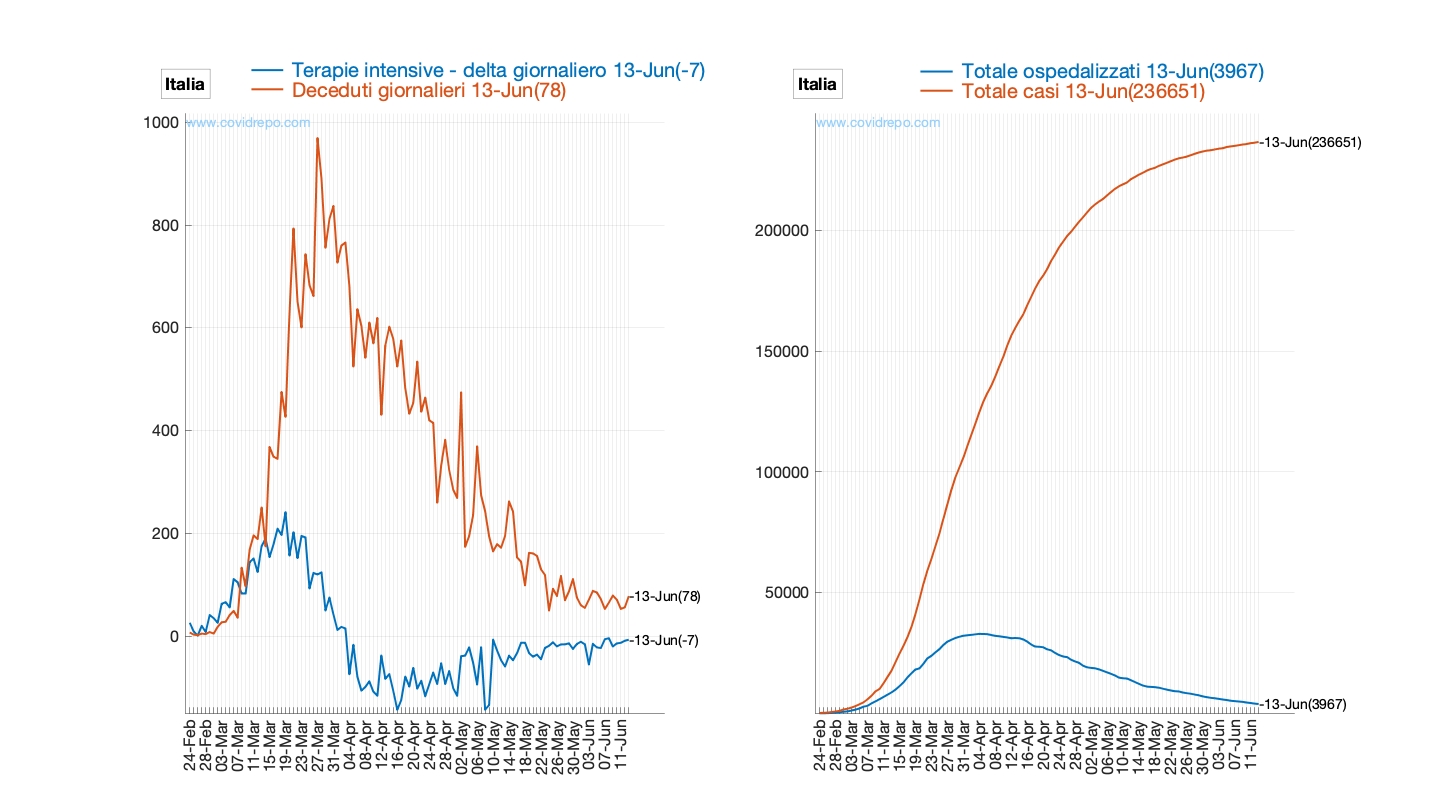 Italia
Terapie intensive - delta giornaliero 13-Jun(-7)
Deceduti giornalieri 13-Jun(78)
www.covidrepo.com
1000
800
600
400
200
0
-13-Jun(78)
-13-Jun(-7)
24-Feb
28-Feb
03-Mar
07-Mar
11-Mar
15-Mar
19-Mar
23-Mar
27-Mar
31-Mar
04-Apr
08-Apr
12-Apr
16-Apr
20-Apr
24-Apr
28-Apr
02-May
06-May
10-May
14-May
18-May
22-May
26-May
30-May
03-Jun
07-Jun
11-Jun
Italia
Totale ospedalizzati 13-Jun(3967)
Totale casi 13-Jun(236651)
www.covidrepo.com
200000
150000
100000
50000
-13-Jun(236651)
-13-Jun(3967)
24-Feb
28-Feb
03-Mar
07-Mar
11-Mar
15-Mar
19-Mar
23-Mar
27-Mar
31-Mar
04-Apr
08-Apr
12-Apr
16-Apr
20-Apr
24-Apr
28-Apr
02-May
06-May
10-May
14-May
18-May
22-May
26-May
30-May
03-Jun
07-Jun
11-Jun